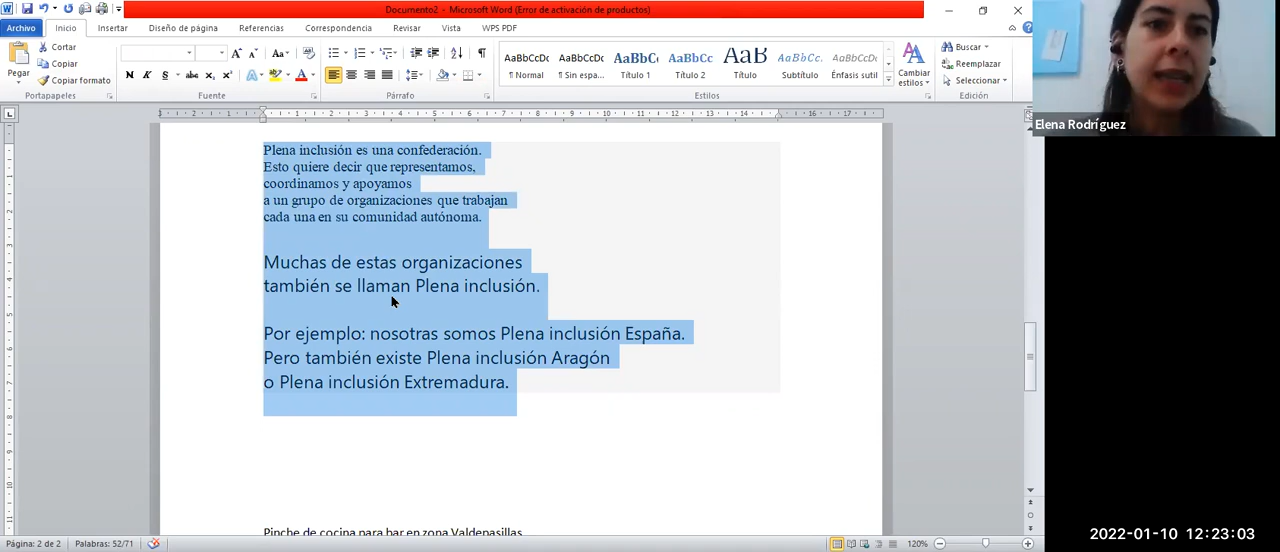 Documento2 - Microsoft Word (Error de activación de productos)
Archivo Inicio Insertar Diseño de página Referencias Correspondencia Revisar Vista WPS PDF
Pegar
Cortar
Copiar
Copiar formato
Portapapeles
N K S abc x₂ x²
Aa
Fuente
Párrafo
AaBbCcDc AaBbCcDc AaBbC AaBbCc AaB AaBbCc. AaBbCcDc
¶ Normal ¶ Sin espa... Título 1 Título 2 Título Subtítulo Énfasis sutil
Cambiar estilos
Estilos
Buscar
Reemplazar
Seleccionar
Edición
Elena Rodríguez
Plena inclusión es una confederación.
Esto quiere decir que representamos,
coordinamos y apoyamos
a un grupo de organizaciones que trabajan
cada una en su comunidad autónoma.
Muchas de estas organizaciones
también se llaman Plena inclusión.
Por ejemplo: nosotras somos Plena inclusión España.
Pero también existe Plena inclusión Aragón
o Plena inclusión Extremadura.
Pinche de cocina para bar en zona Valdepasillas
Página: 2 de 2 Palabras: 52/71 120%
2022-01-10 12:23:03